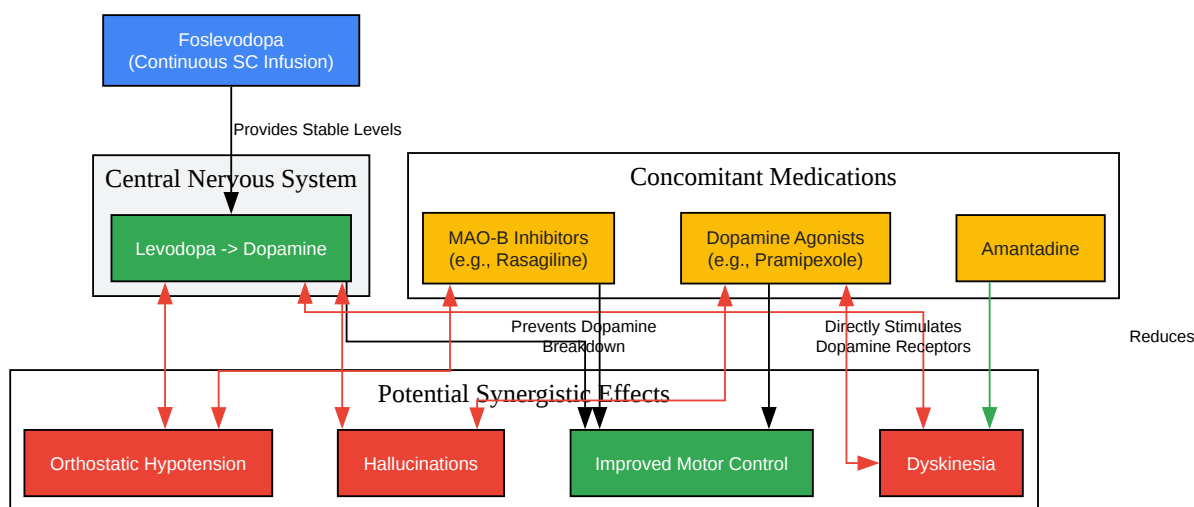 Foslevodopa
(Continuous SC Infusion)
Provides Stable Levels
Central Nervous System
Levodopa -> Dopamine
Concomitant Medications
MAO-B Inhibitors
(e.g., Rasagiline)
Dopamine Agonists
(e.g., Pramipexole)
Amantadine
Prevents Dopamine
Breakdown
Directly Stimulates
Dopamine Receptors
Reduces
Potential Synergistic Effects
Orthostatic Hypotension
Hallucinations
Improved Motor Control
Dyskinesia